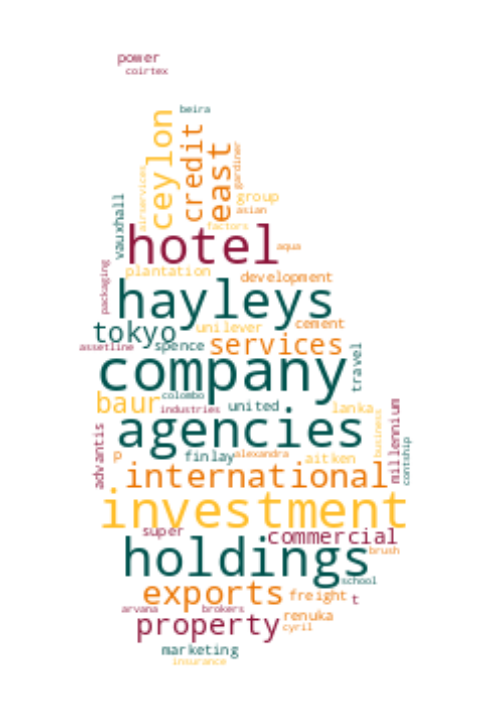 power
coirtex
beira
ceylon
credit
east
gardiner
airservices
group
asian
factors
vauxhall
hotel
aqua
packaging
plantation
development
hayleys
tokyo
unilever
cement
assetline
spence
services
travel
company
colombo
baur
industries
united
lanka
business
millennium
contship
advantis
agencies
p
finlay
alexandra
aitken
international
investment
super
commercial
brush
holdings
school
exports
freight
t
arvana
brokers
renuka
property
cyril
marketing
insurance